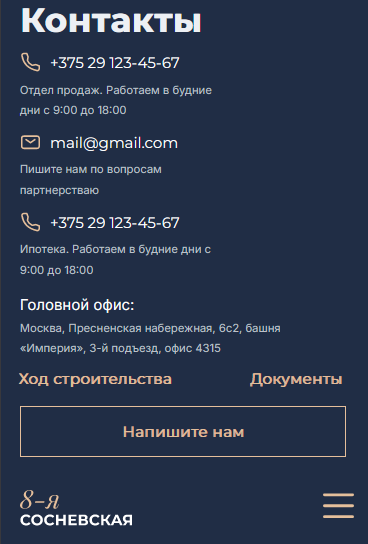 Контакты
+375 29 123-45-67
Отдел продаж. Работаем в будние
дни с 9:00 до 18:00
mail@gmail.com
Пишите нам по вопросам
партнерстваю
+375 29 123-45-67
Ипотека. Работаем в будние дни с
9:00 до 18:00
Головной офис:
Москва, Пресненская набережная, 6с2, башня
«Империя», 3-й подъезд, офис 4315
Ход строительства Документы
Напишите нам
8-я
СОСНЕВСКАЯ